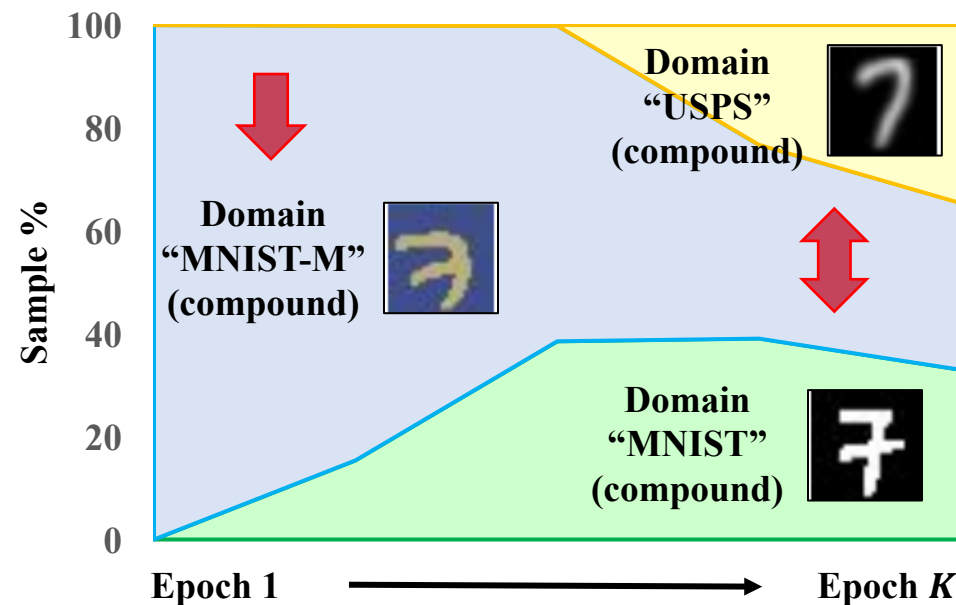 100
80
60
40
20
0
Sample %
Domain
“USPS”
(compound)
Domain
“MNIST-M”
(compound)
Domain
“MNIST”
(compound)
Epoch 1
Epoch K